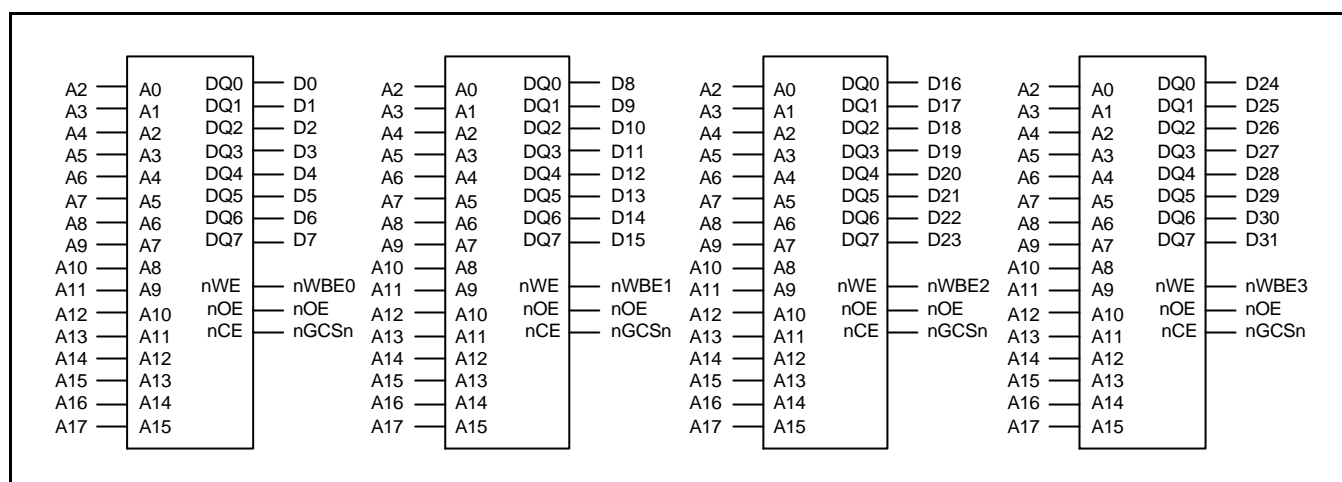 A2 A0 DQ0 D0 A2 A0 DQ0 D8 A2 A0 DQ0 D16 A2 A0 DQ0 D24
A3 A1 DQ1 D1 A3 A1 DQ1 D9 A3 A1 DQ1 D17 A3 A1 DQ1 D25
A4 A2 DQ2 D2 A4 A2 DQ2 D10 A4 A2 DQ2 D18 A4 A2 DQ2 D26
A5 A3 DQ3 D3 A5 A3 DQ3 D11 A5 A3 DQ3 D19 A5 A3 DQ3 D27
A6 A4 DQ4 D4 A6 A4 DQ4 D12 A6 A4 DQ4 D20 A6 A4 DQ4 D28
A7 A5 DQ5 D5 A7 A5 DQ5 D13 A7 A5 DQ5 D21 A7 A5 DQ5 D29
A8 A6 DQ6 D6 A8 A6 DQ6 D14 A8 A6 DQ6 D22 A8 A6 DQ6 D30
A9 A7 DQ7 D7 A9 A7 DQ7 D15 A9 A7 DQ7 D23 A9 A7 DQ7 D31
A10 A8 A10 A8 A10 A8 A10 A8
A11 A9 nWE nWBE0 A11 A9 nWE nWBE1 A11 A9 nWE nWBE2 A11 A9 nWE nWBE3
A12 A10 nOE nOE A12 A10 nOE nOE A12 A10 nOE nOE A12 A10 nOE nOE
A13 A11 nCE nGCSn A13 A11 nCE nGCSn A13 A11 nCE nGCSn A13 A11 nCE nGCSn
A14 A12 A14 A12 A14 A12 A14 A12
A15 A13 A15 A13 A15 A13 A15 A13
A16 A14 A16 A14 A16 A14 A16 A14
A17 A15 A17 A15 A17 A15 A17 A15